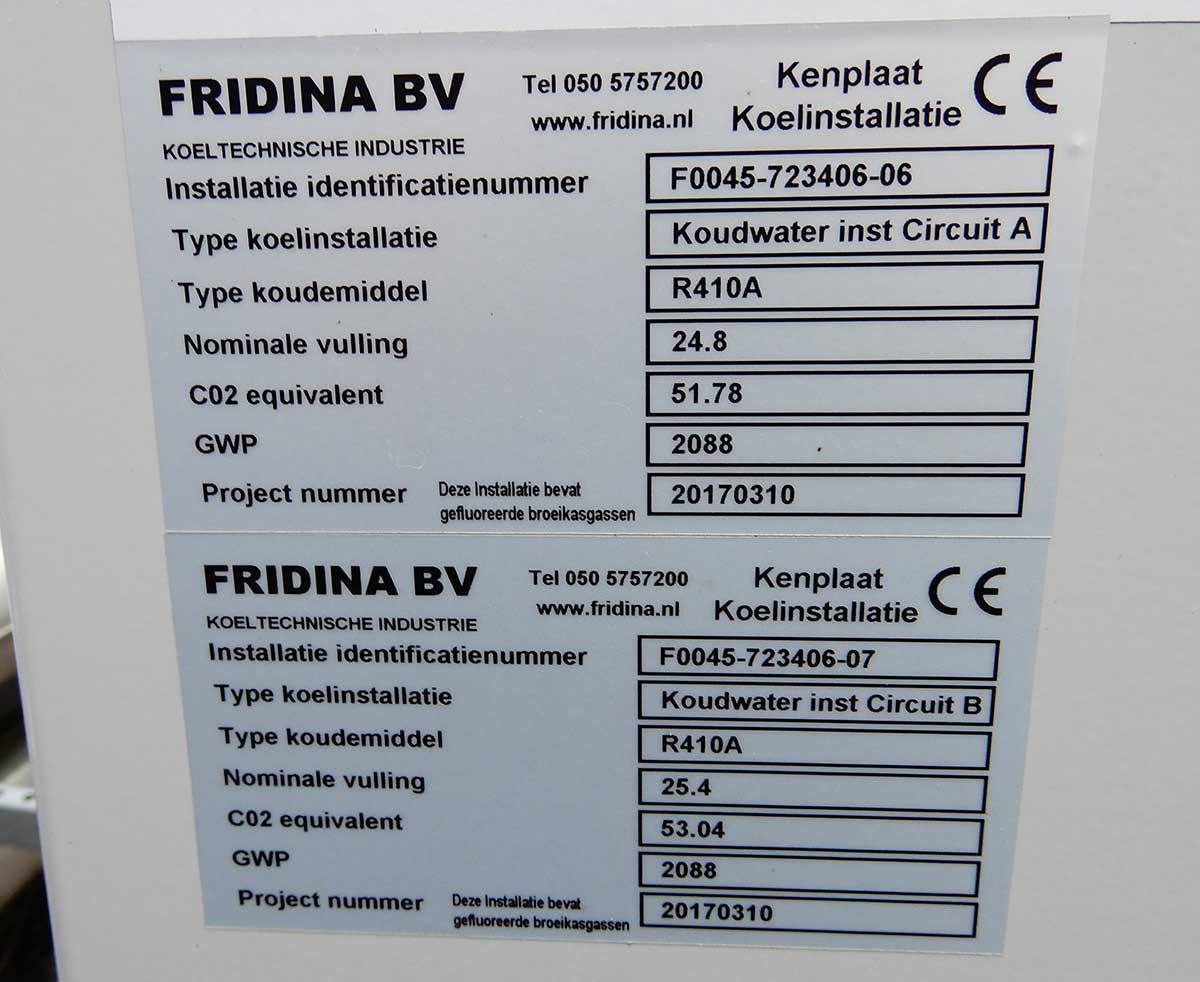 FRIDINA BV Tel 050 5757200 Kenplaat CE
www.fridina.nl Koelinstallatie
KOELTECHNISCHE INDUSTRIE
Installatie identificatienummer F0045-723406-06
Type koelinstallatie Koudwater inst Circuit A
Type koudemiddel R410A
Nominale vulling 24.8
C02 equivalent 51.78
GWP 2088
Project nummer Deze Installatie bevat 20170310
gefluoreerde broeikasgassen
FRIDINA BV Tel 050 5757200 Kenplaat CE
www.fridina.nl Koelinstallatie
KOELTECHNISCHE INDUSTRIE
Installatie identificatienummer F0045-723406-07
Type koelinstallatie Koudwater inst Circuit B
Type koudemiddel R410A
Nominale vulling 25.4
C02 equivalent 53.04
GWP 2088
Project nummer Deze Installatie bevat 20170310
gefluoreerde broeikasgassen